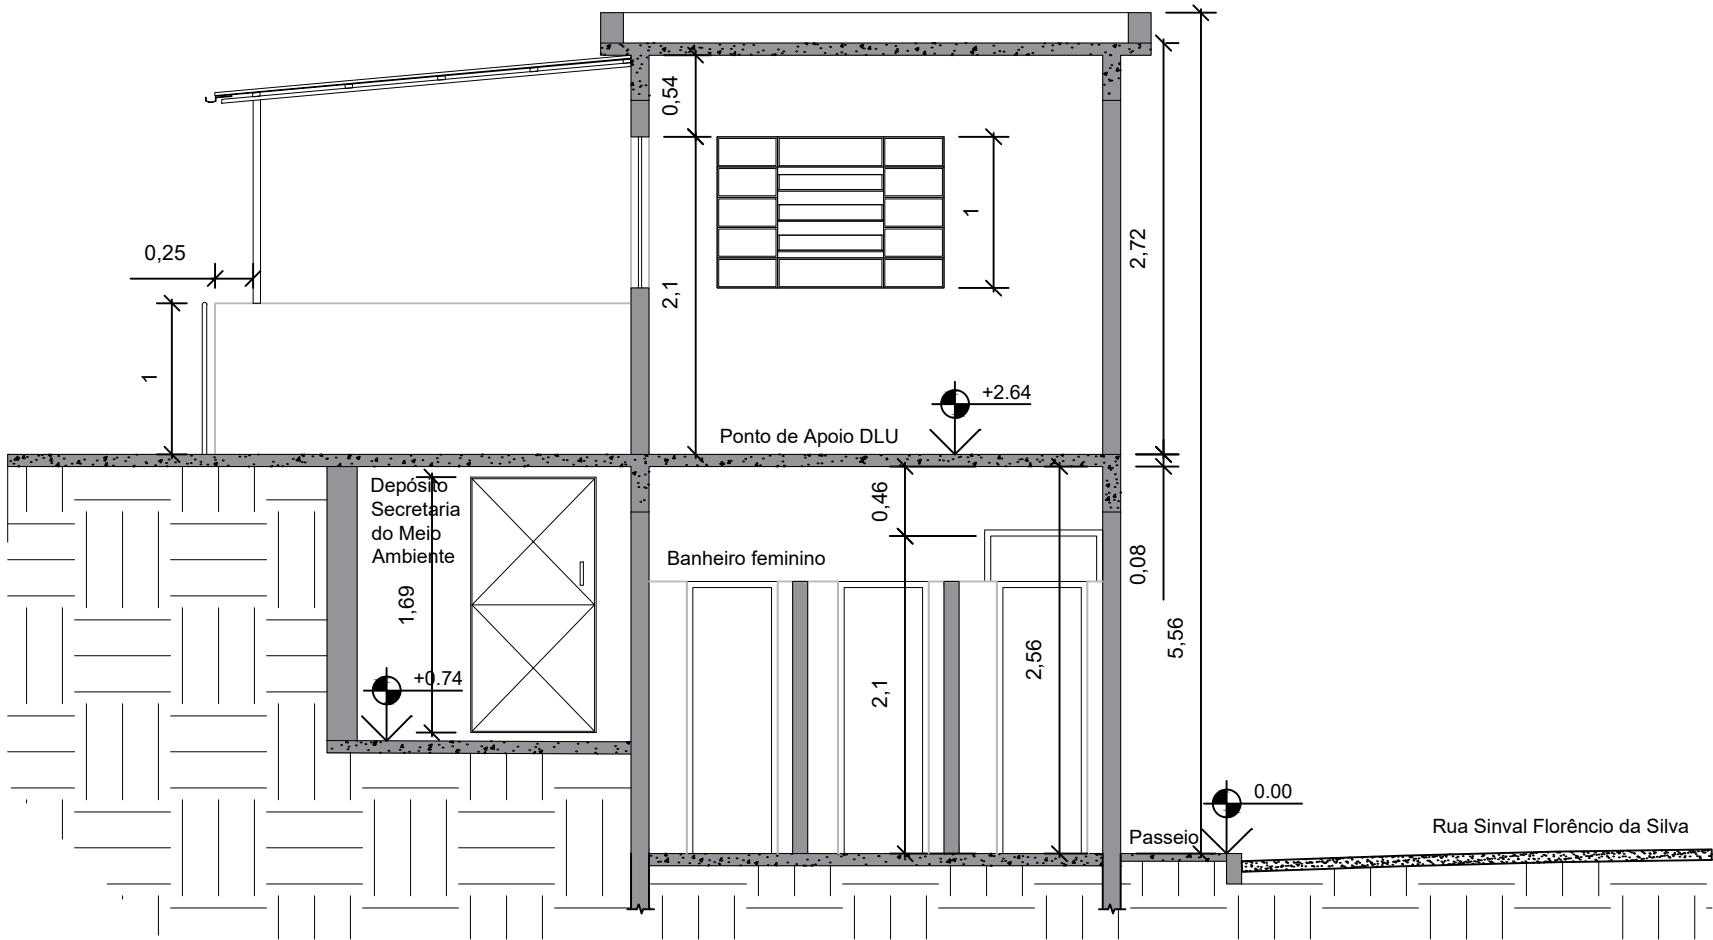 0,54
2,72
0,25
1
2,1
1
+2.64
Ponto de Apoio DLU
Depósito
Secretaria
do Meio
Ambiente
0,46
Banheiro feminino
0,08
1,69
5,56
2,56
+0.74
2,1
0.00
Passeio
Rua Sinval Florêncio da Silva